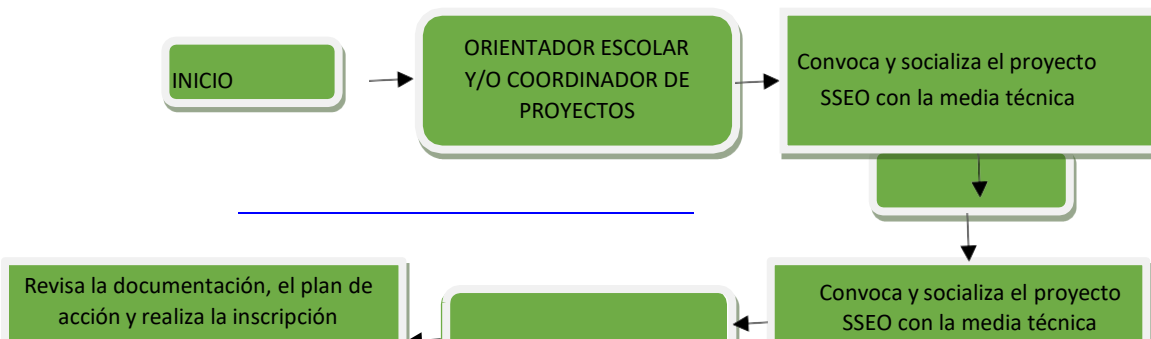 INICIO
ORIENTADOR ESCOLAR
Y/O COORDINADOR DE
PROYECTOS
Convoca y socializa el proyecto
SSEO con la media técnica
Revisa la documentación, el plan de
acción y realiza la inscripción
Convoca y socializa el proyecto
SSEO con la media técnica